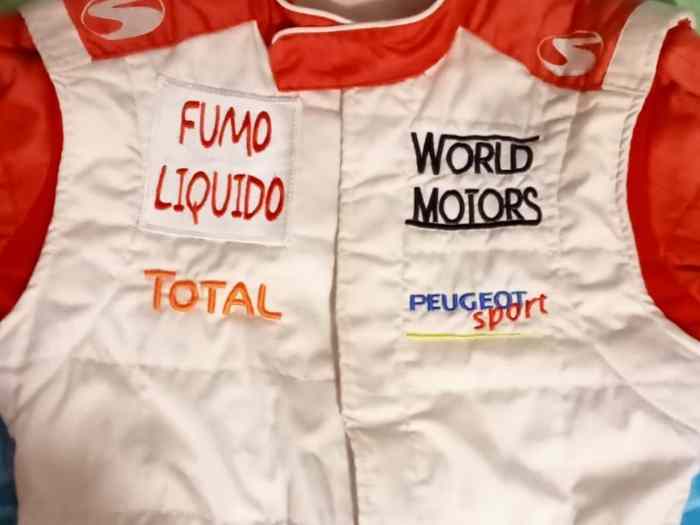 FUMO
LIQUIDO
TOTAL
WORLD
MOTORS
PEUGEOT
sport